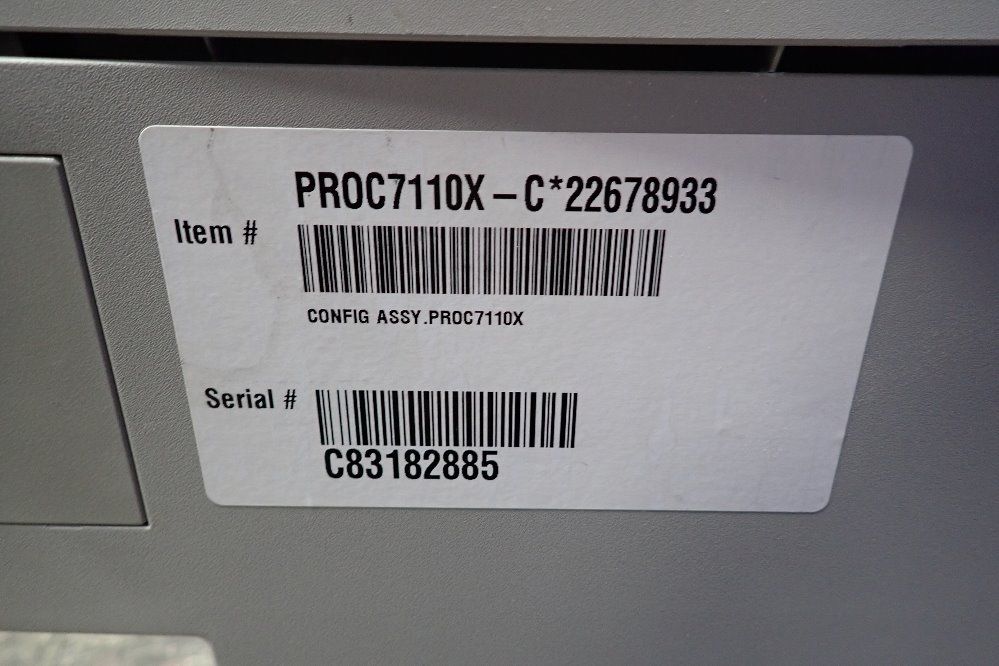 PROC7110X – C*22678933
Item #
CONFIG ASSY.PROC7110X
Serial #
C83182885